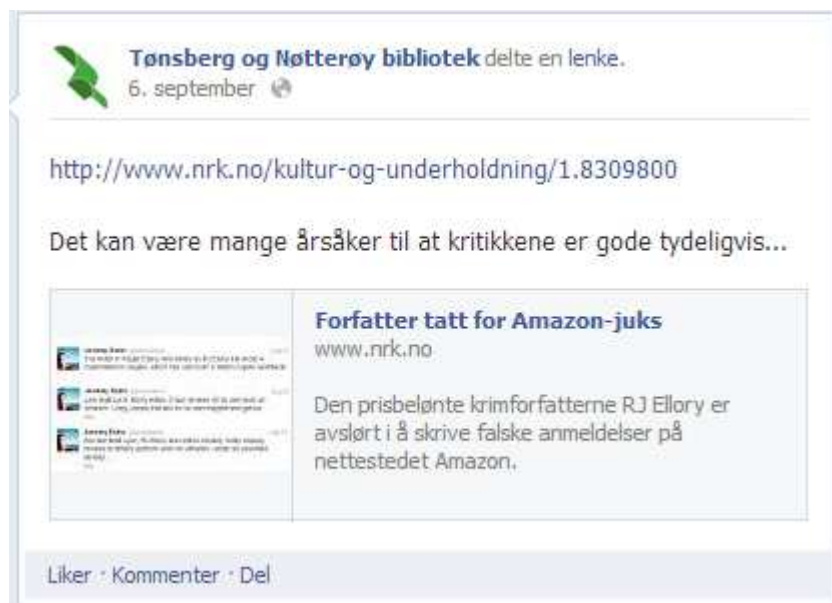 Tønsberg og Nøtterøy bibliotek delte en lenke.
6. september
http://www.nrk.no/kultur-og-underholdning/1.8309800
Det kan være mange årsåker til at kritikkene er gode tydeligvis...
Forfatter tatt for Amazon-juks
www.nrk.no
Den prisbelønte krimforfatterne RJ Ellory er
avslørt i å skrive falske anmeldelser på
nettestedet Amazon.
Liker · Kommenter · Del